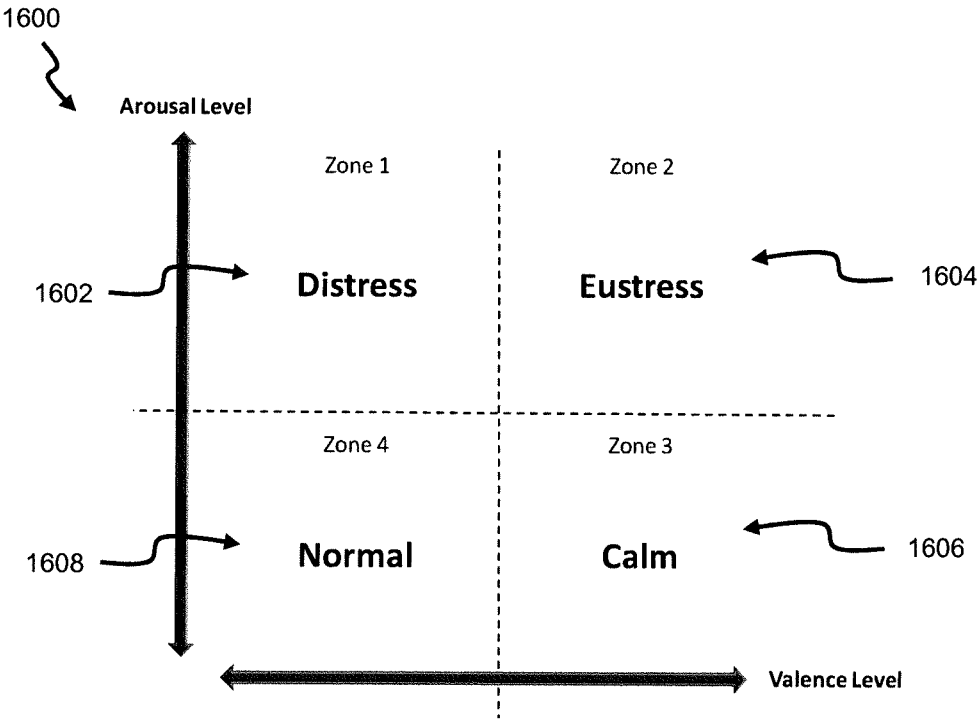 1600
Arousal Level
Zone 1
Zone 2
1602
Distress
Eustress
1604
Zone 4
Zone 3
1608
Normal
Calm
1606
Valence Level